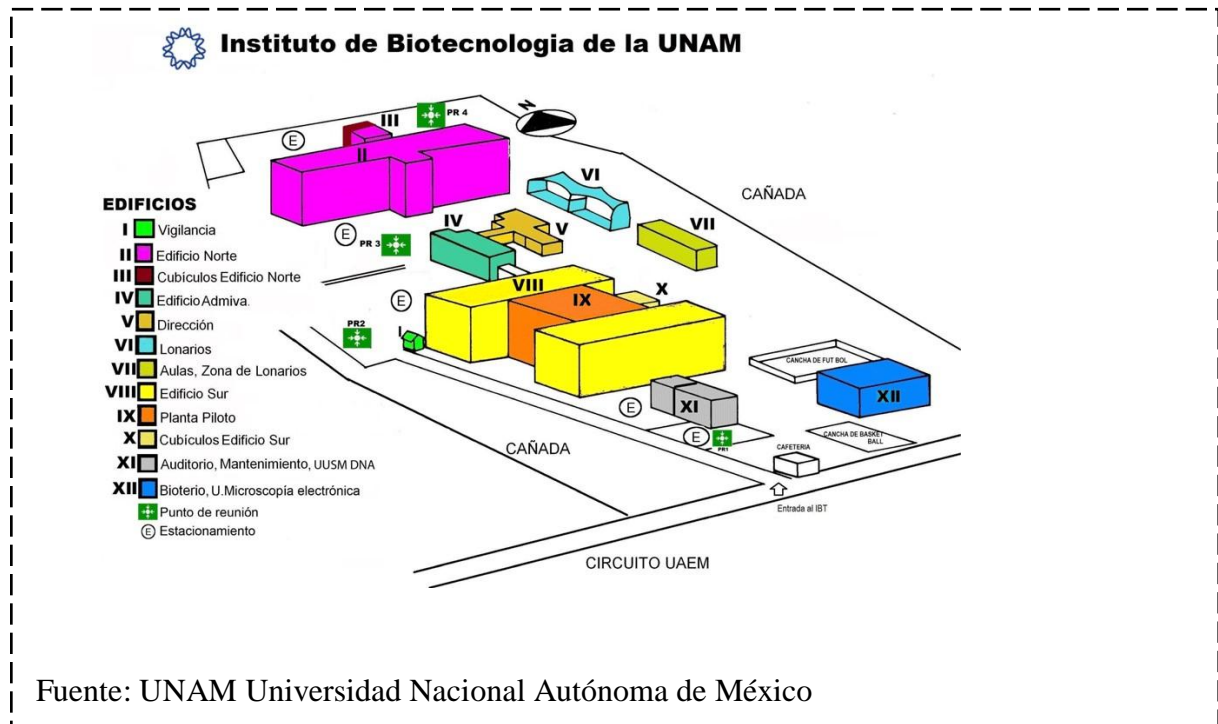 Instituto de Biotecnologia de la UNAM
N
PR 4
III
E
II
VI
CAÑADA
EDIFICIOS
I Vigilancia
II Edificio Norte
III Cubículos Edificio Norte
IV Edificio Admiva.
V Dirección
VI Lonarios
VII Aulas, Zona de Lonarios
VIII Edificio Sur
IX Planta Piloto
X Cubículos Edificio Sur
XI Auditorio, Mantenimiento, UUSM DNA
XII Bioterio, U.Microscopía electrónica
Punto de reunión
E Estacionamiento
IV
V
VII
E
PR 3
VIII
IX
X
E
PR2
I
CANCHA DE FUT BOL
XII
XI
E
E
PR1
CANCHA DE BASKET
BALL
CAFETERIA
CAÑADA
Entrada al IBT
CIRCUITO UAEM
Fuente: UNAM Universidad Nacional Autónoma de México